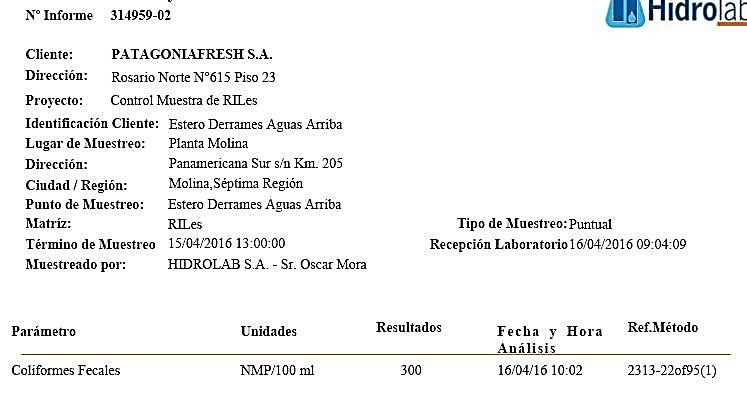 Nº Informe 314959-02
Hidrolab
Cliente: PATAGONIAFRESH S.A.
Dirección: Rosario Norte Nº615 Piso 23
Proyecto: Control Muestra de RILes
Identificación Cliente: Estero Derrames Aguas Arriba
Lugar de Muestreo: Planta Molina
Dirección: Panamericana Sur s/n Km. 205
Ciudad / Región: Molina,Séptima Región
Punto de Muestreo: Estero Derrames Aguas Arriba
Matríz: RILes Tipo de Muestreo: Puntual
Término de Muestreo 15/04/2016 13:00:00 Recepción Laboratorio 16/04/2016 09:04:09
Muestreado por: HIDROLAB S.A. - Sr. Oscar Mora
Parámetro Unidades Resultados Fecha y Hora Ref.Método
Análisis
Coliformes Fecales NMP/100 ml 300 16/04/16 10:02 2313-22of95(1)